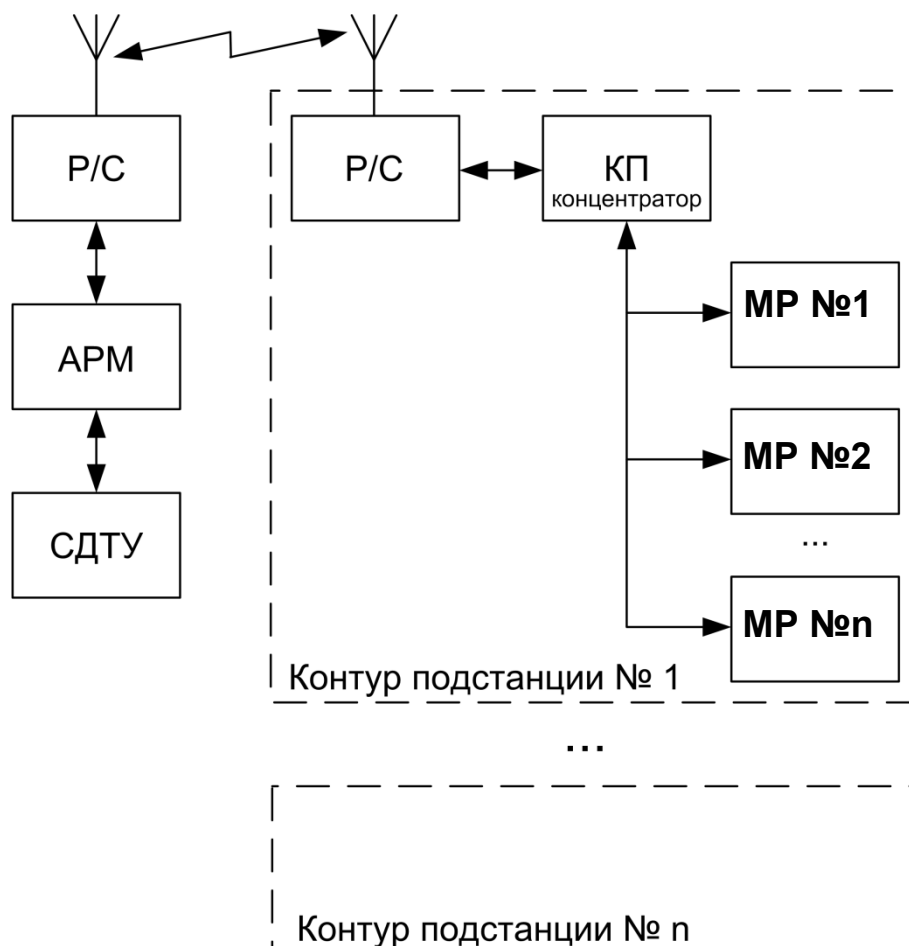 Р/С
Р/С
КП
концентратор
МР №1
АРМ
МР №2
СДТУ
...
МР №n
Контур подстанции № 1
...
Контур подстанции № n